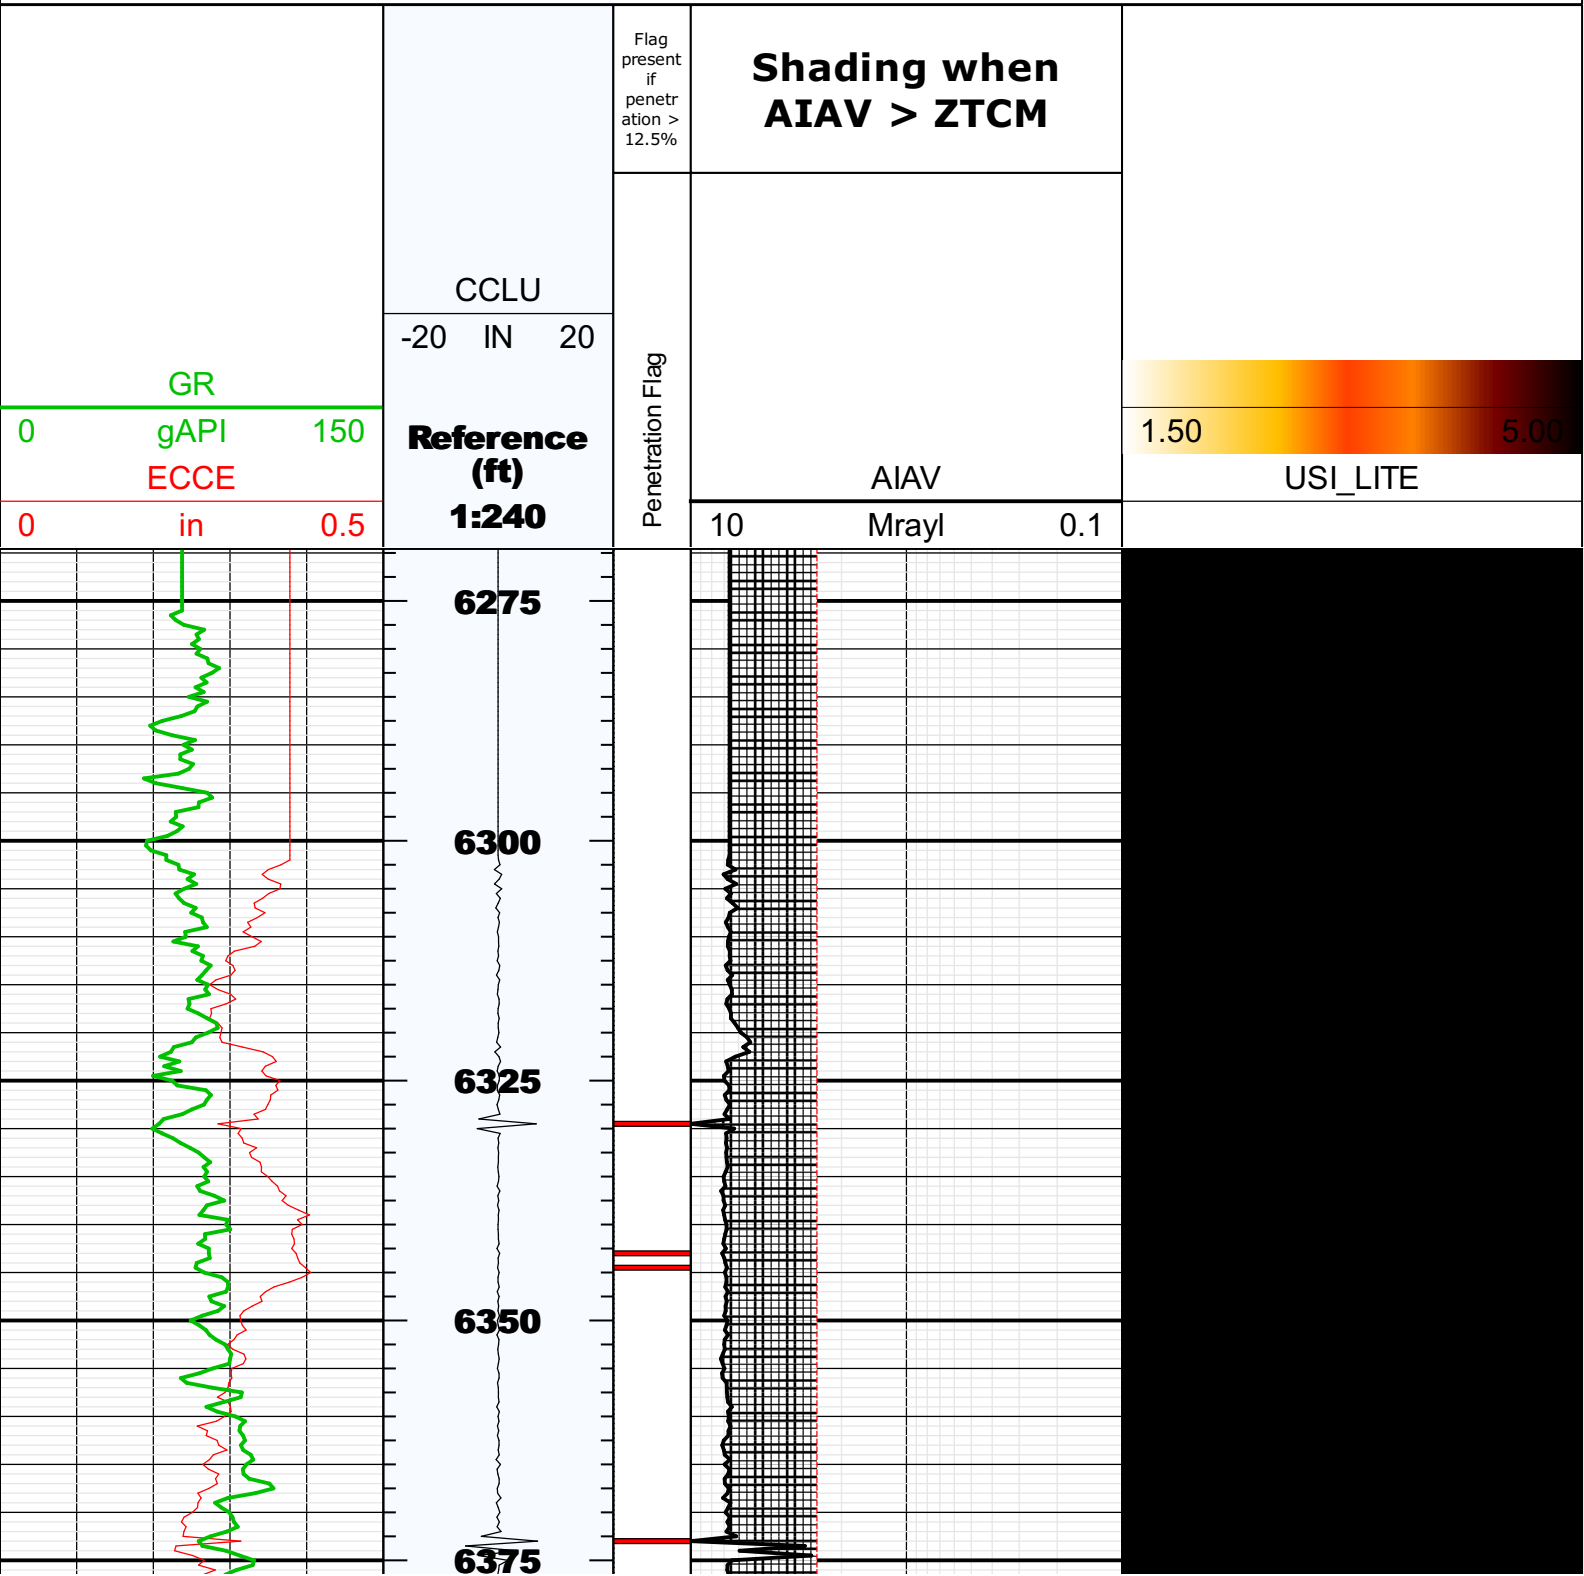 Flag
present
if
penetr
ation >
12.5%
Shading when
AIAV > ZTCM
CCLU
-20 IN 20
GR
0 gAPI 150
ECCE
0 in 0.5
Reference
(ft)
1:240
Penetration Flag
AIAV
10 Mrayl 0.1
1.50 5.00
USI_LITE
6275
6300
6325
6350
6375